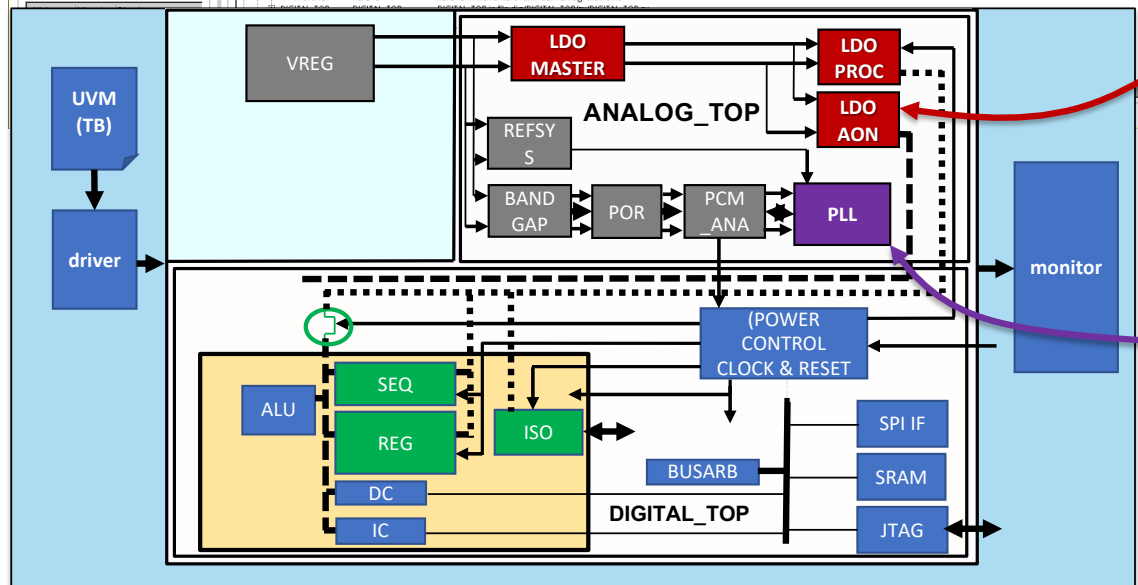 VREG
LDO
MASTER
LDO
PROC
UVM
(TB)
ANALOG_TOP
LDO
AON
REFSY
S
BAND
GAP
POR
PCM
_ANA
PLL
driver
monitor
(POWER
CONTROL
CLOCK & RESET
SEQ
ALU
REG
ISO
SPI IF
BUSARB
SRAM
DC
DIGITAL_TOP
IC
JTAG